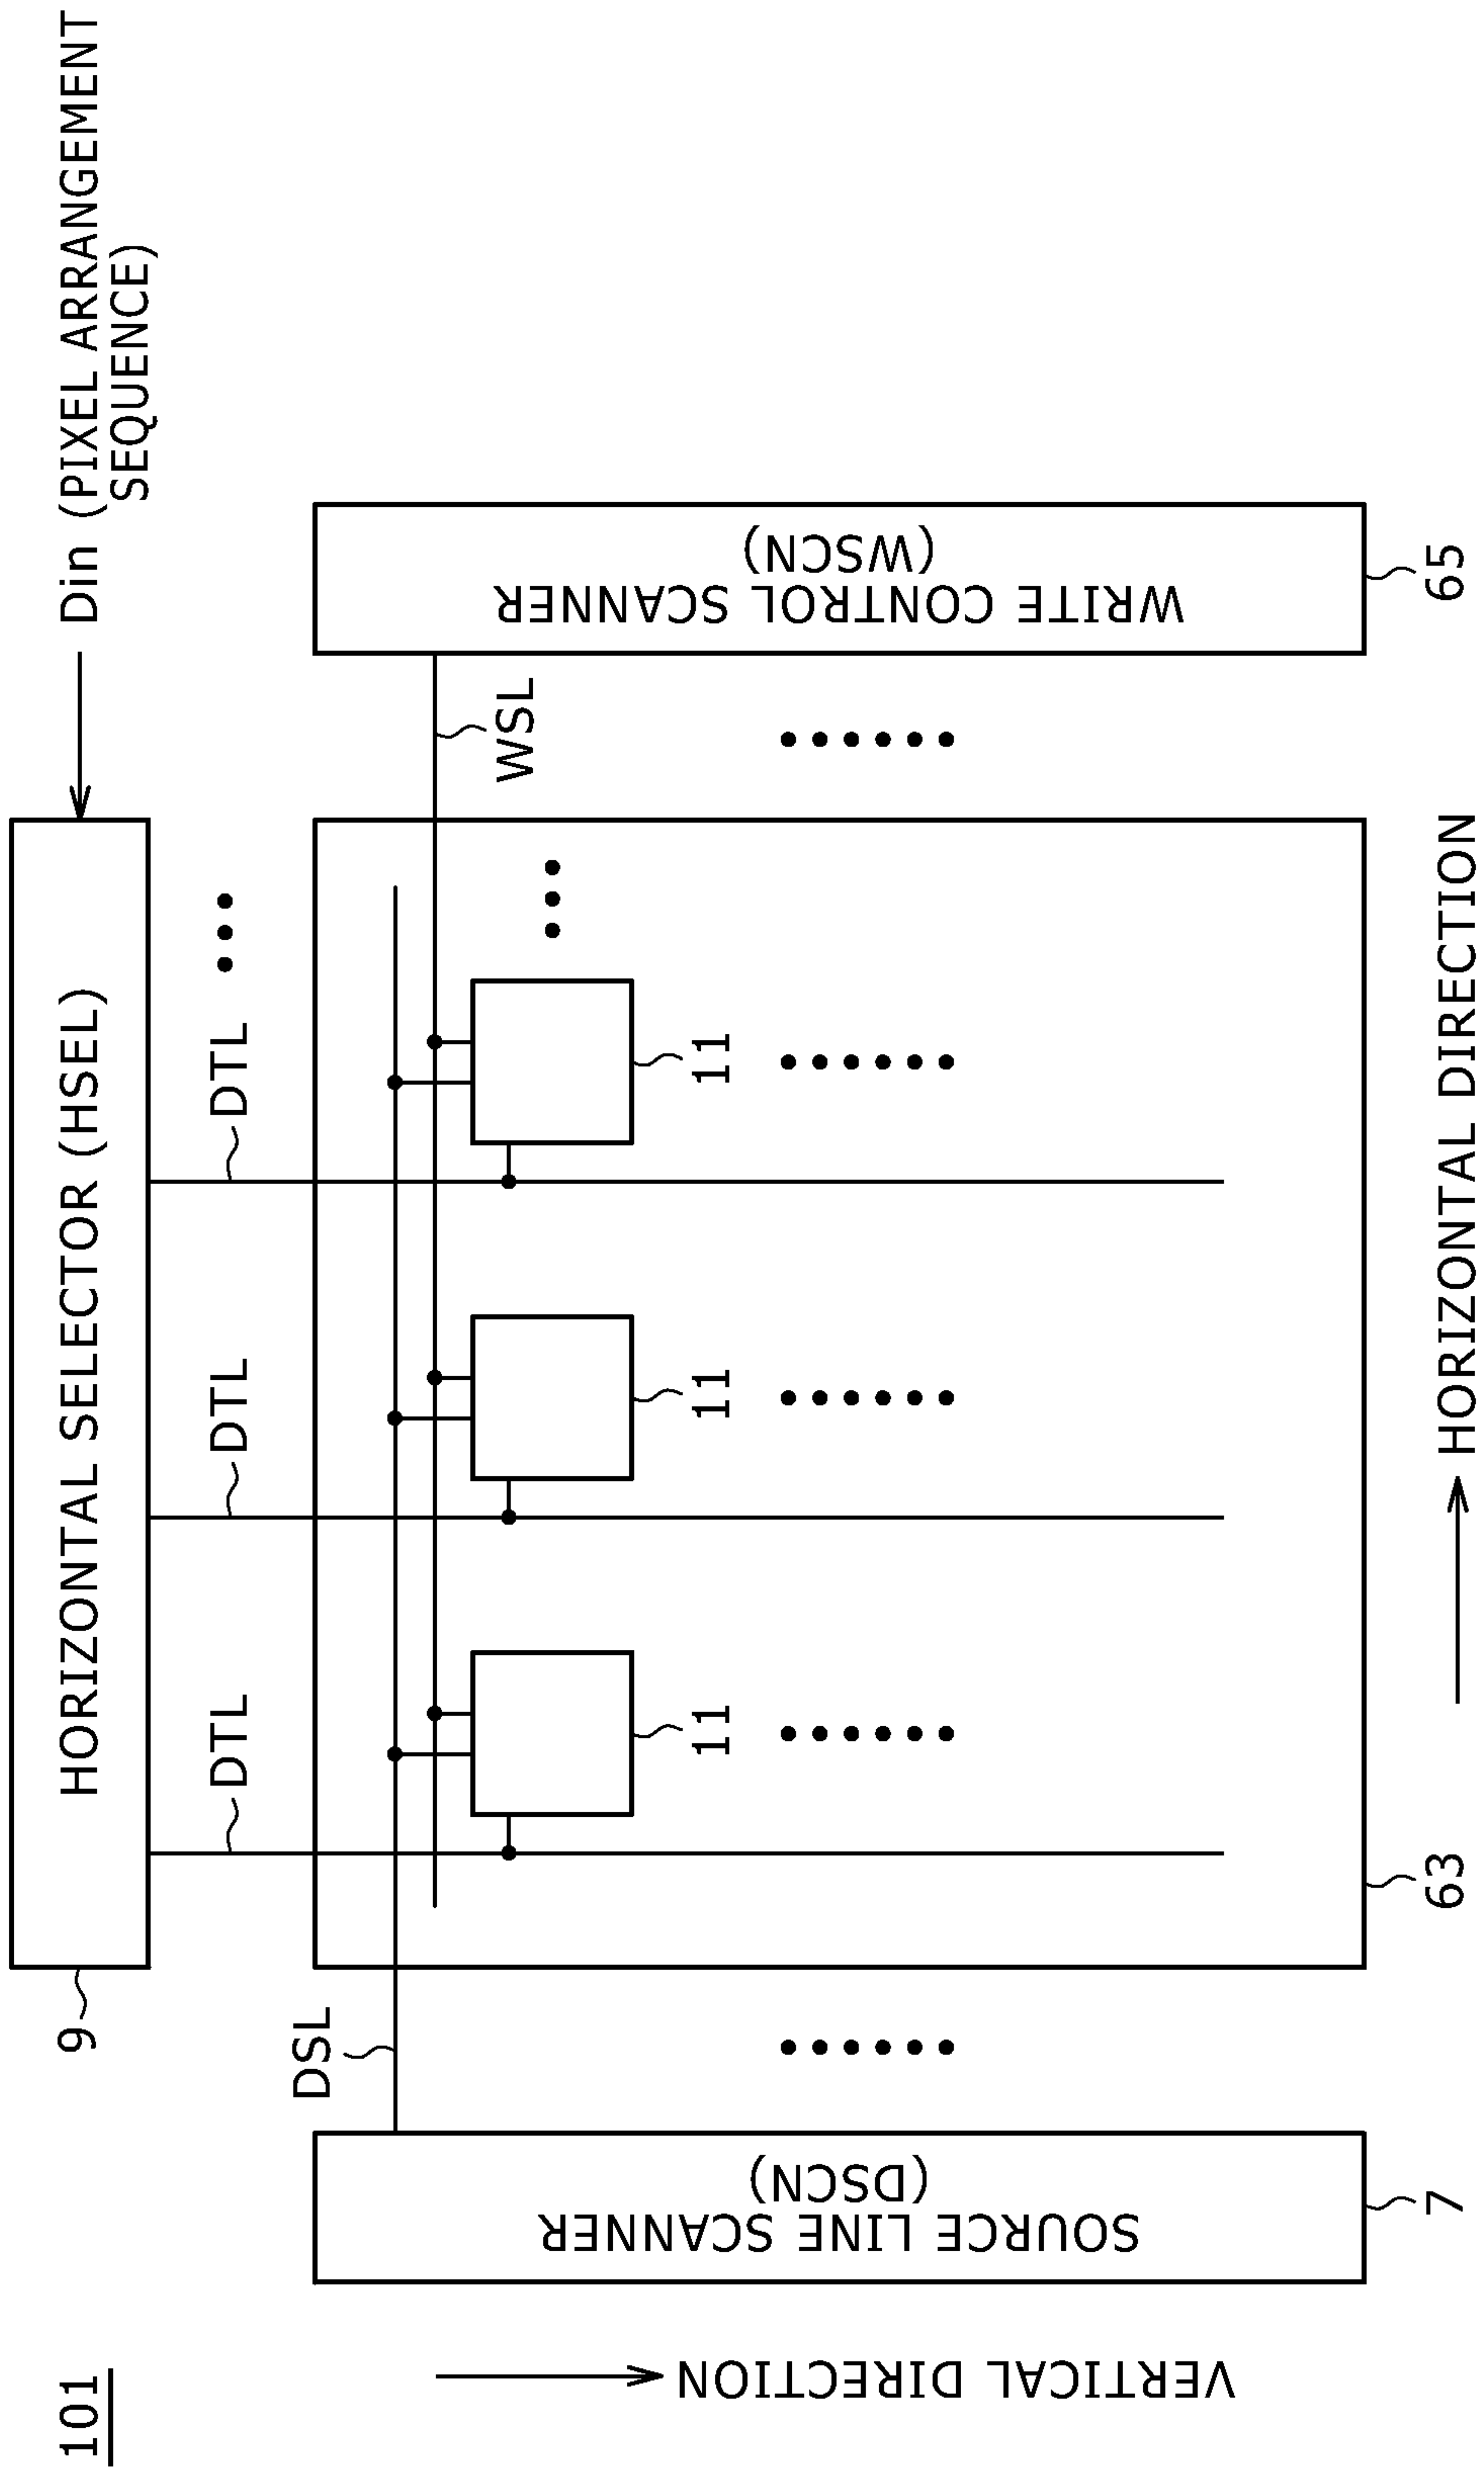 101
9
HORIZONTAL SELECTOR (HSEL)
Din (PIXEL ARRANGEMENT
SEQUENCE)
DTL
DTL
DTL
DSL
WSL
VERTICAL DIRECTION
SOURCE LINE SCANNER
(DSCN)
11
11
11
WRITE CONTROL SCANNER
(WSCN)
7
63
65
HORIZONTAL DIRECTION